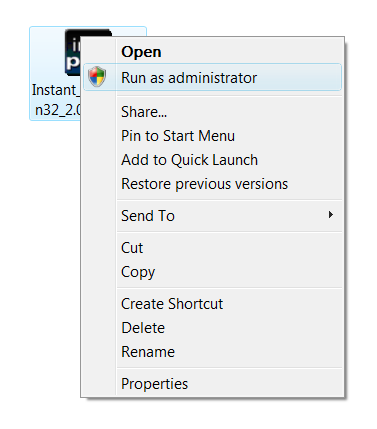 Instant_
n32_2.0
Open
Run as administrator
Share...
Pin to Start Menu
Add to Quick Launch
Restore previous versions
Send To
Cut
Copy
Create Shortcut
Delete
Rename
Properties